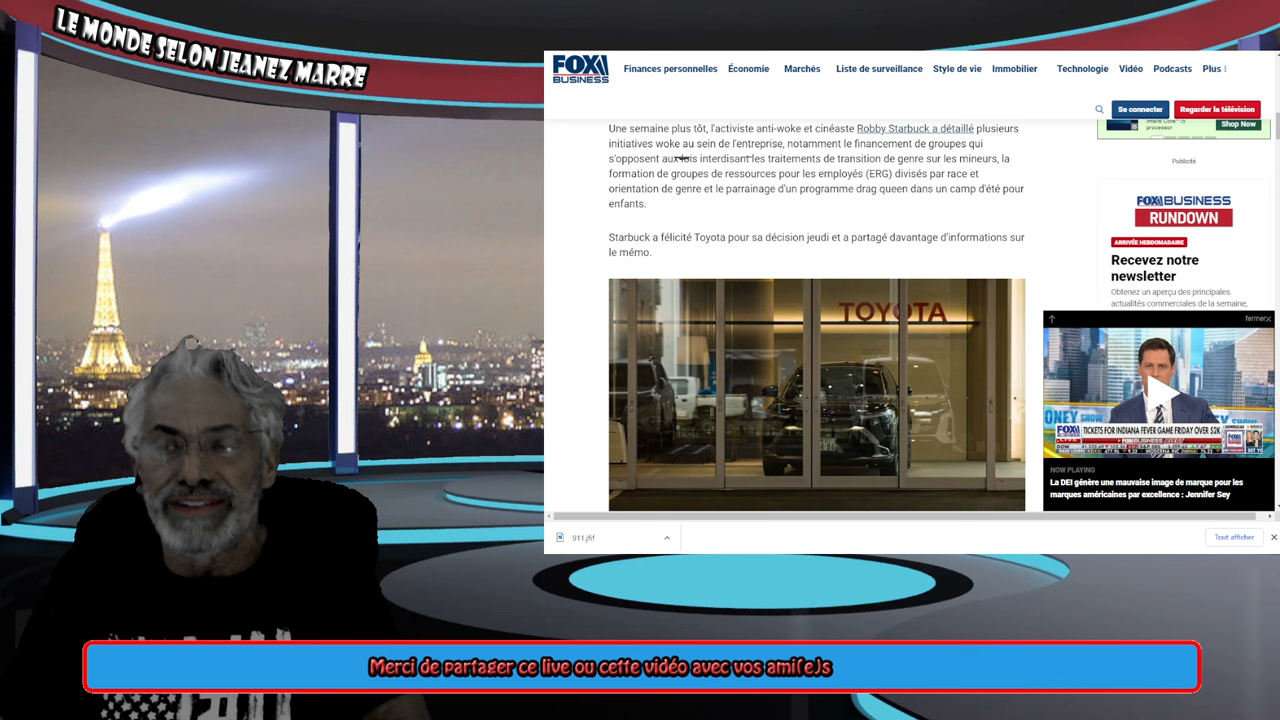 LE MONDE SELON JEANEZ MARRE
FOX
BUSINESS
Finances personnelles Économie Marchés Liste de surveillance Style de vie Immobilier Technologie Vidéo Podcasts Plus
Se connecter Regarder la télévision
Une semaine plus tôt, l'activiste anti-woke et cinéaste Robby Starbuck a détaillé plusieurs
initiatives woke au sein de l'entreprise, notamment le financement de groupes qui
s'opposent aux lois interdisant les traitements de transition de genre sur les mineurs, la
formation de groupes de ressources pour les employés (ERG) divisés par race et
orientation de genre et le parrainage d'un programme drag queen dans un camp d'été pour
enfants.
Starbuck a félicité Toyota pour sa décision jeudi et a partagé davantage d'informations sur
le mémo.
TOYOTA
processor
Shop Now
Publicité
FOX BUSINESS
RUNDOWN
ARRIVÉE HEBDOMADAIRE
Recevez notre
newsletter
Obtenez un aperçu des principales
actualités commerciales de la semaine,
fermer
ONEY SHOW
TICKETS FOR INDIANA FEVER GAME FRIDAY OVER $2K
NOW PLAYING
La DEI génère une mauvaise image de marque pour les
marques américaines par excellence : Jennifer Sey
911.jfif
Tout afficher
Merci de partager ce live ou cette vidéo avec vos ami(e)s